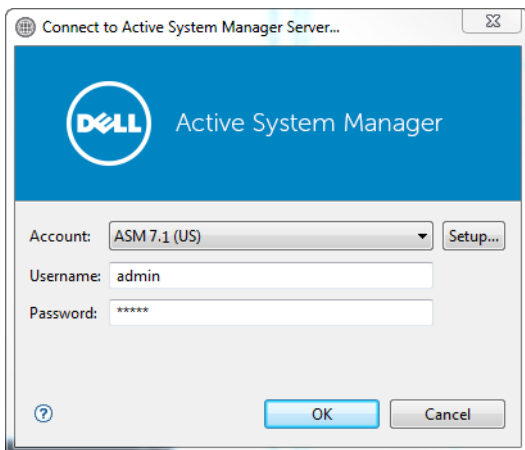 Connect to Active System Manager Server...
DELL Active System Manager
Account: ASM 7.1 (US) Setup...
Username: admin
Password: *****
? OK Cancel